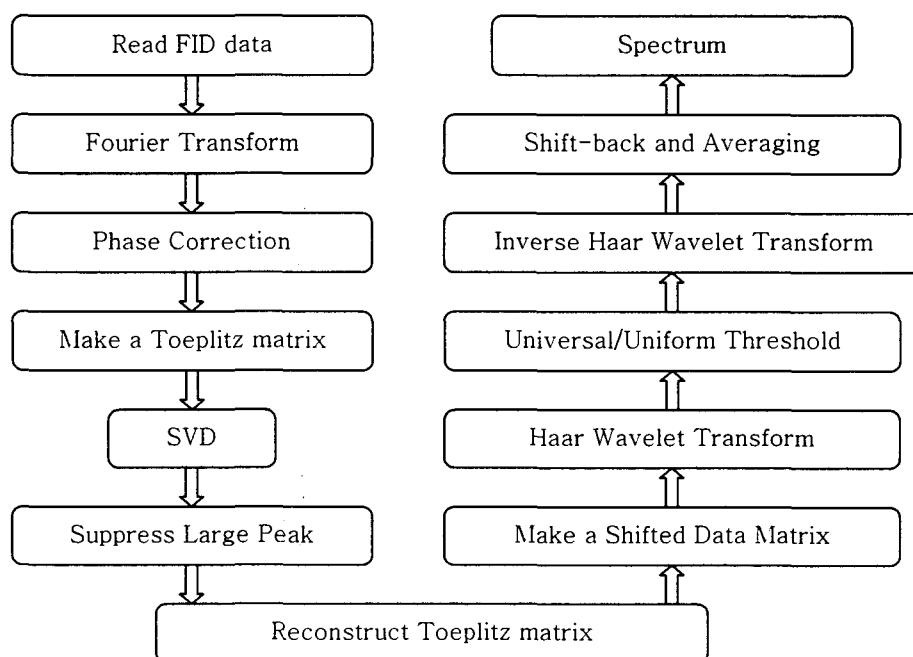 Read FID data
Fourier Transform
Phase Correction
Make a Toeplitz matrix
SVD
Suppress Large Peak
Reconstruct Toeplitz matrix
Make a Shifted Data Matrix
Haar Wavelet Transform
Universal/Uniform Threshold
Inverse Haar Wavelet Transform
Shift-back and Averaging
Spectrum